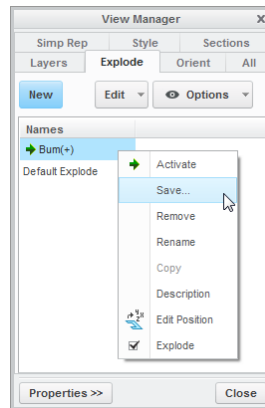 View Manager X
Simp Rep Style Sections
Layers Explode Orient All
New Edit Options
Names
Bum(+)
Default Explode
Activate
Save...
Remove
Rename
Copy
Description
Edit Position
Explode
Properties >> Close